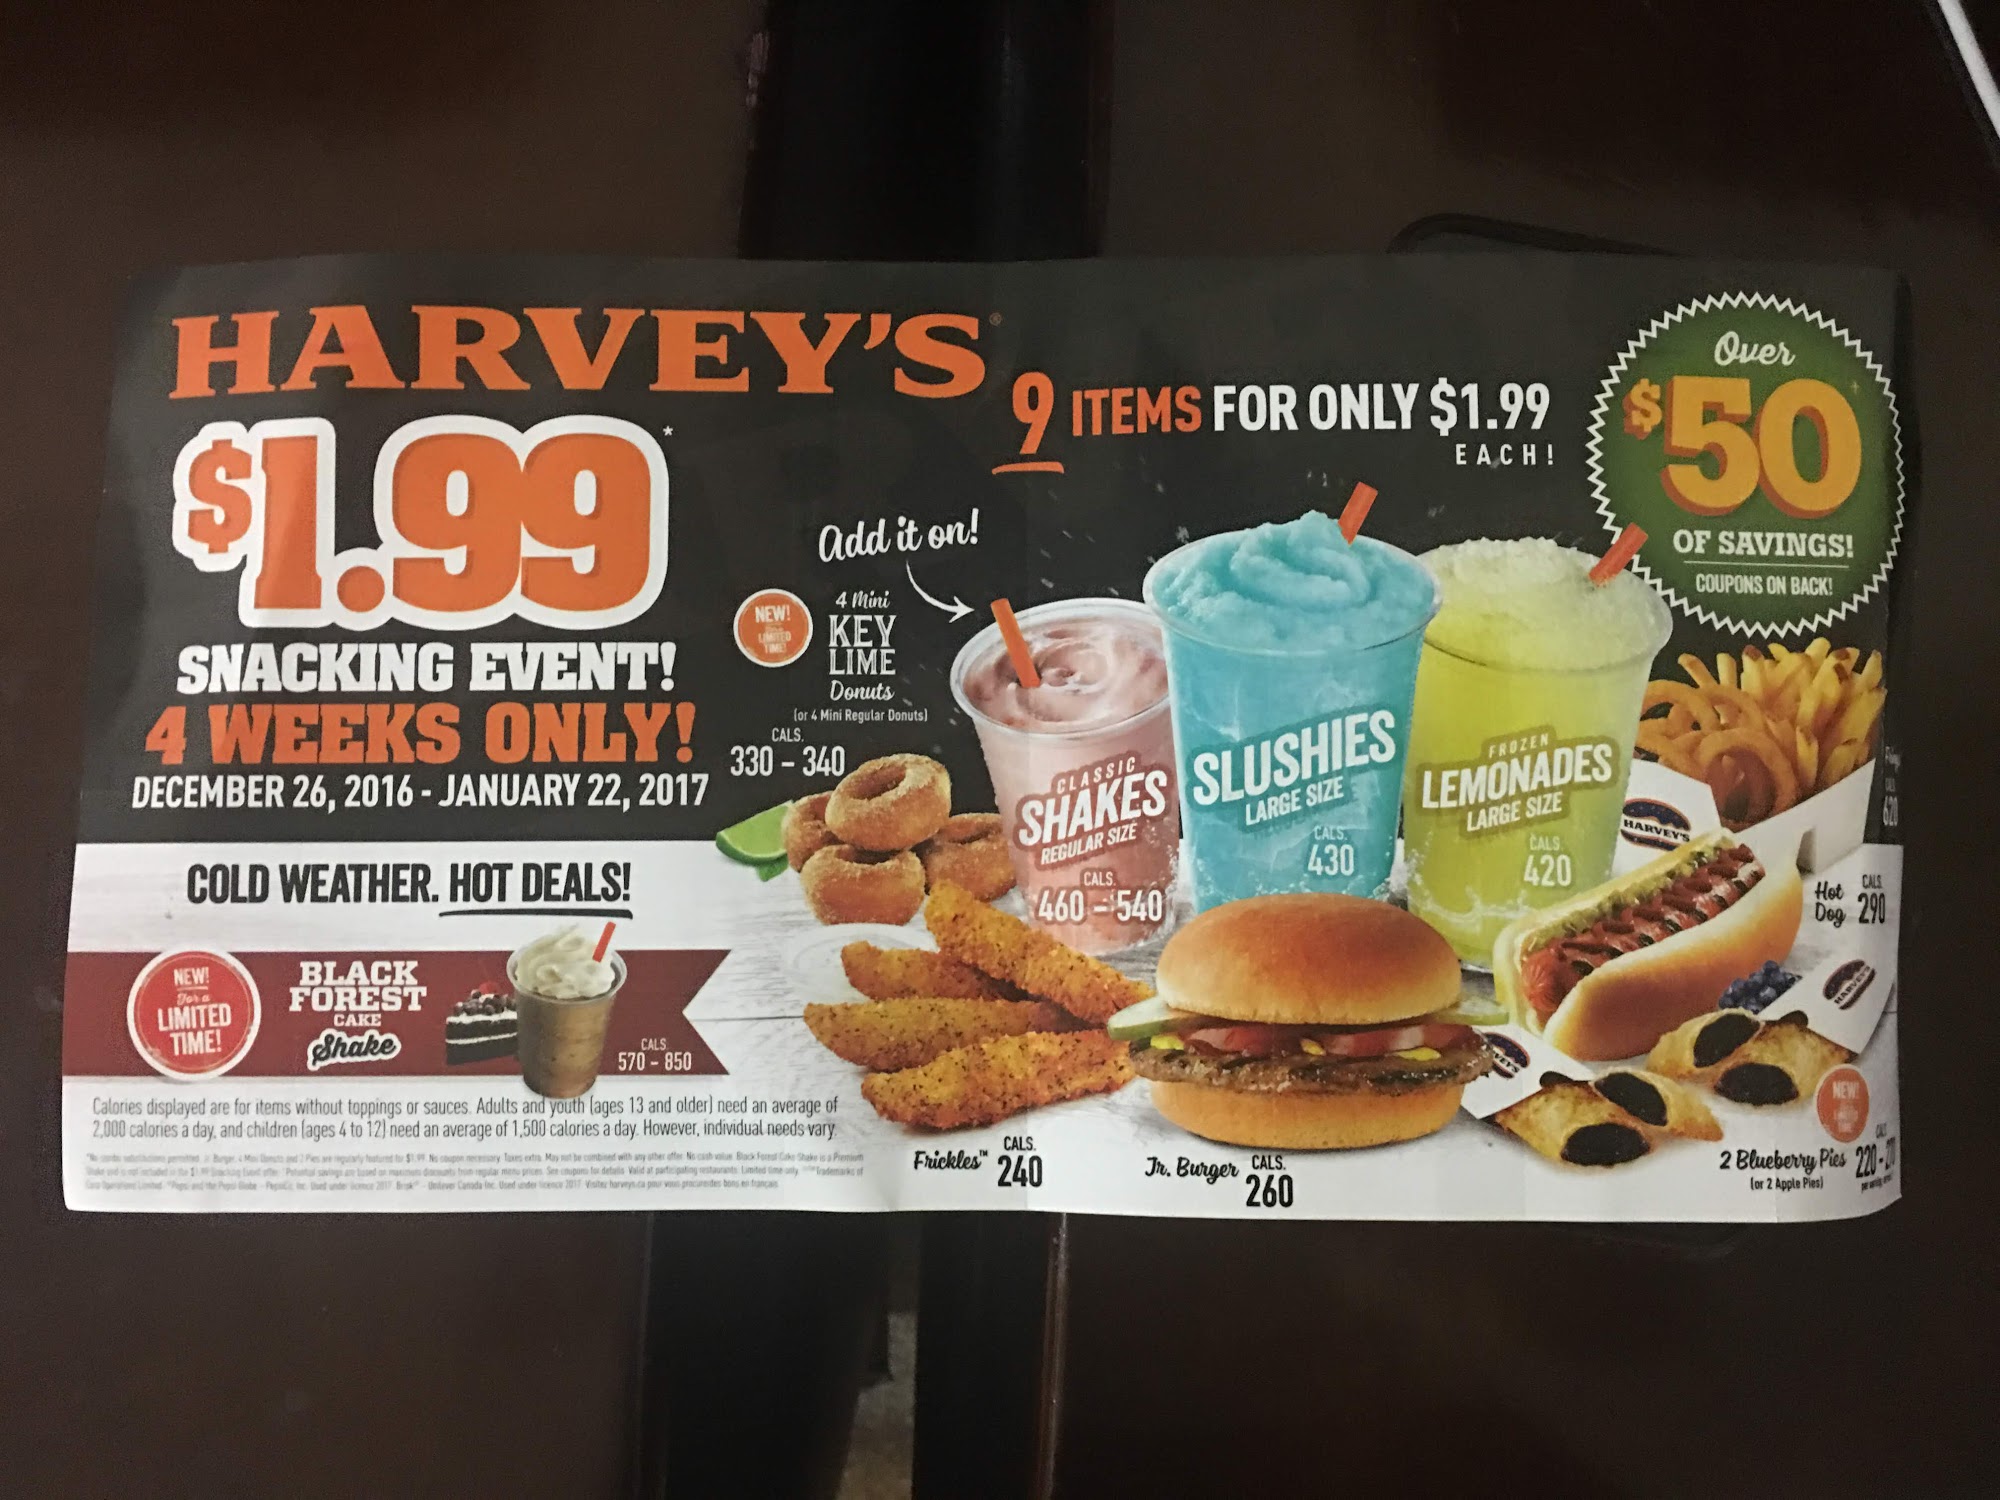 HARVEY'S®
$1.99*
SNACKING EVENT!
4 WEEKS ONLY!
DECEMBER 26, 2016 - JANUARY 22, 2017
COLD WEATHER. HOT DEALS!
NEW!
For a
LIMITED
TIME!
BLACK
FOREST
CAKE
Shake
CALS.
570 - 850
Calories displayed are for items without toppings or sauces. Adults and youth (ages 13 and older) need an average of
2,000 calories a day, and children (ages 4 to 12) need an average of 1,500 calories a day. However, individual needs vary.
9 ITEMS FOR ONLY $1.99
EACH!
Over
$50
OF SAVINGS!
COUPONS ON BACK!
Add it on!
NEW!
LIMITED
TIME!
4 Mini
KEY
LIME
Donuts
(or 4 Mini Regular Donuts)
CALS.
330 - 340
CLASSIC
SHAKES
REGULAR SIZE
CALS.
460 - 540
SLUSHIES
LARGE SIZE
CALS.
430
FROZEN
LEMONADES
LARGE SIZE
CALS.
420
HARVEY'S
620
Hot
Dog
CALS.
290
HARVEY'S
Frickles™
CALS.
240
Jr. Burger
CALS.
260
NEW!
2 Blueberry Pies
(or 2 Apple Pies)